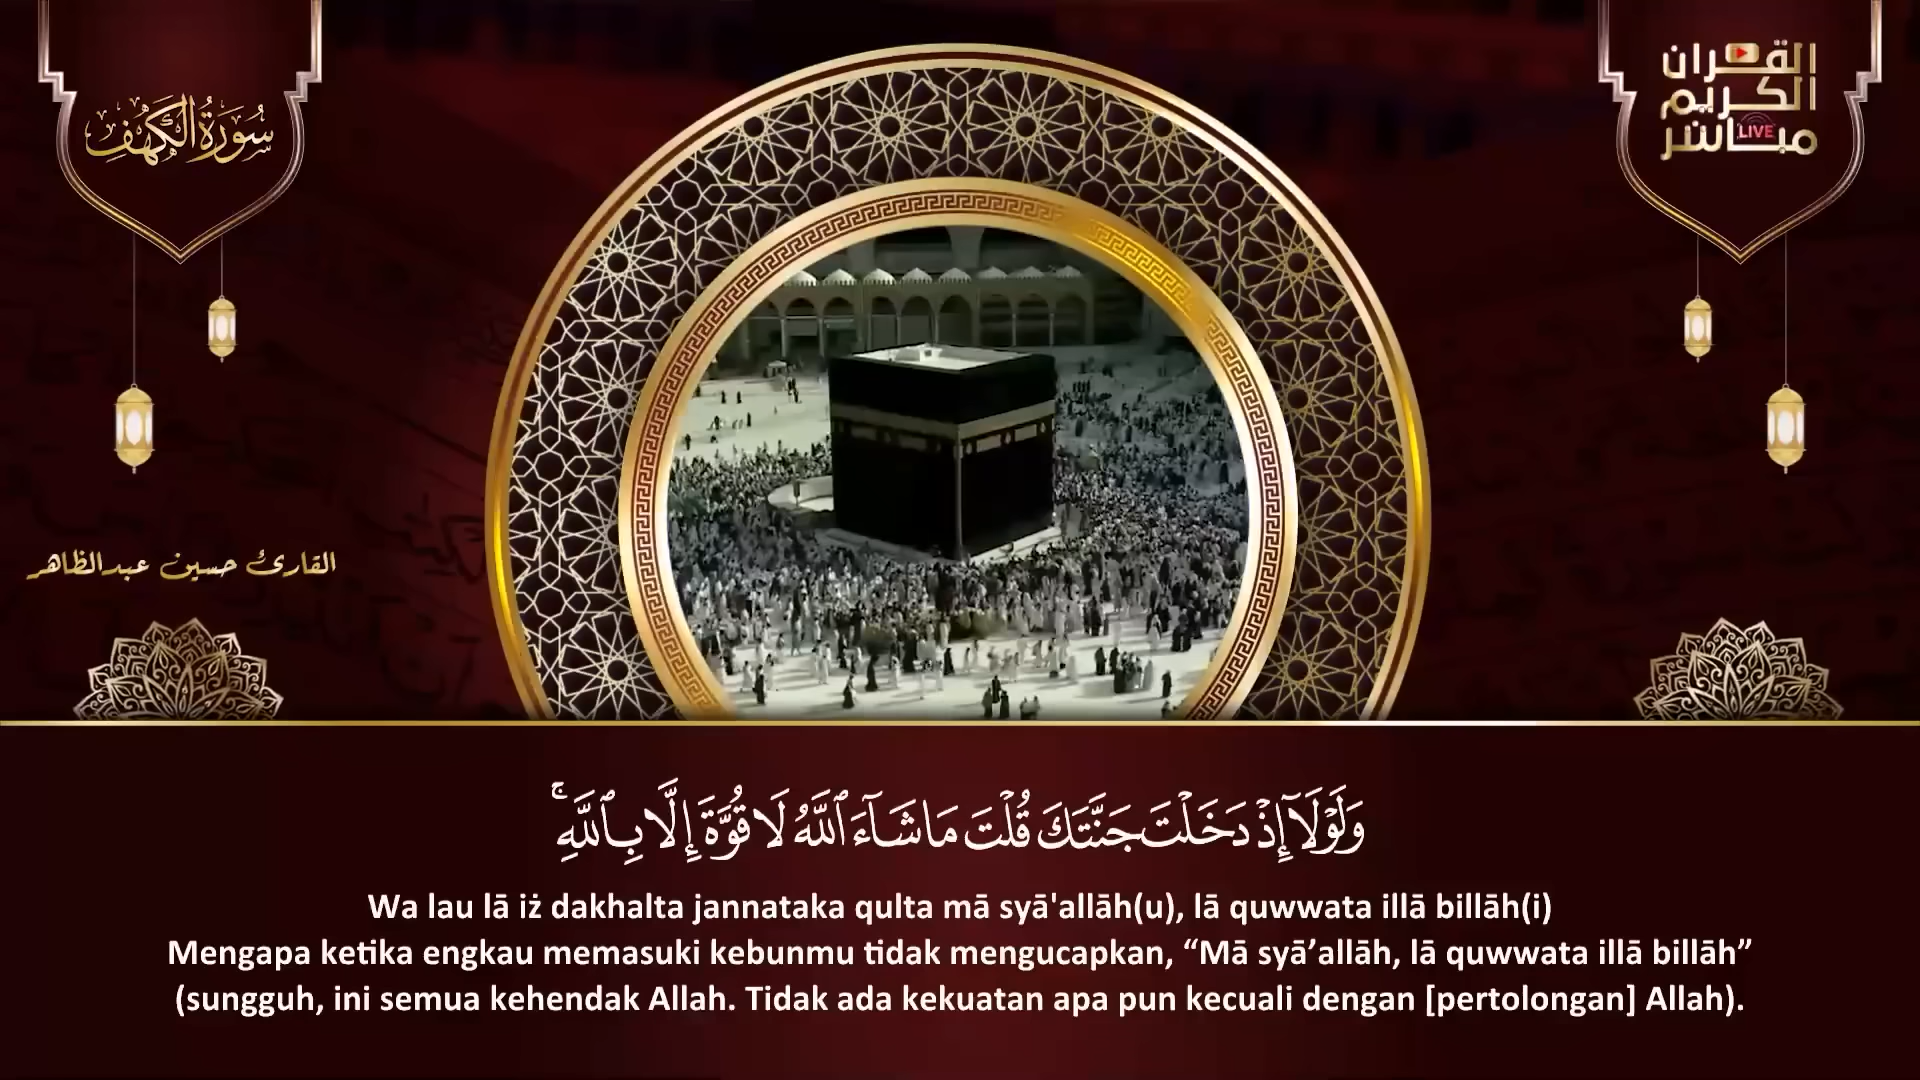 سُورَةُ الكَهْفِ
القرآن
الكريم
مباشر
LIVE
القارئ حسين عبدالظاهر
وَلَوْلَآ إِذْ دَخَلْتَ جَنَّتَكَ قُلْتَ مَا شَآءَ ٱللَّهُ لَا قُوَّةَ إِلَّا بِٱللَّهِۚ
Wa lau lā iż dakhalta jannataka qulta mā syā'allāh(u), lā quwwata illā billāh(i)
Mengapa ketika engkau memasuki kebunmu tidak mengucapkan, “Mā syā’allāh, lā quwwata illā billāh”
(sungguh, ini semua kehendak Allah. Tidak ada kekuatan apa pun kecuali dengan [pertolongan] Allah).